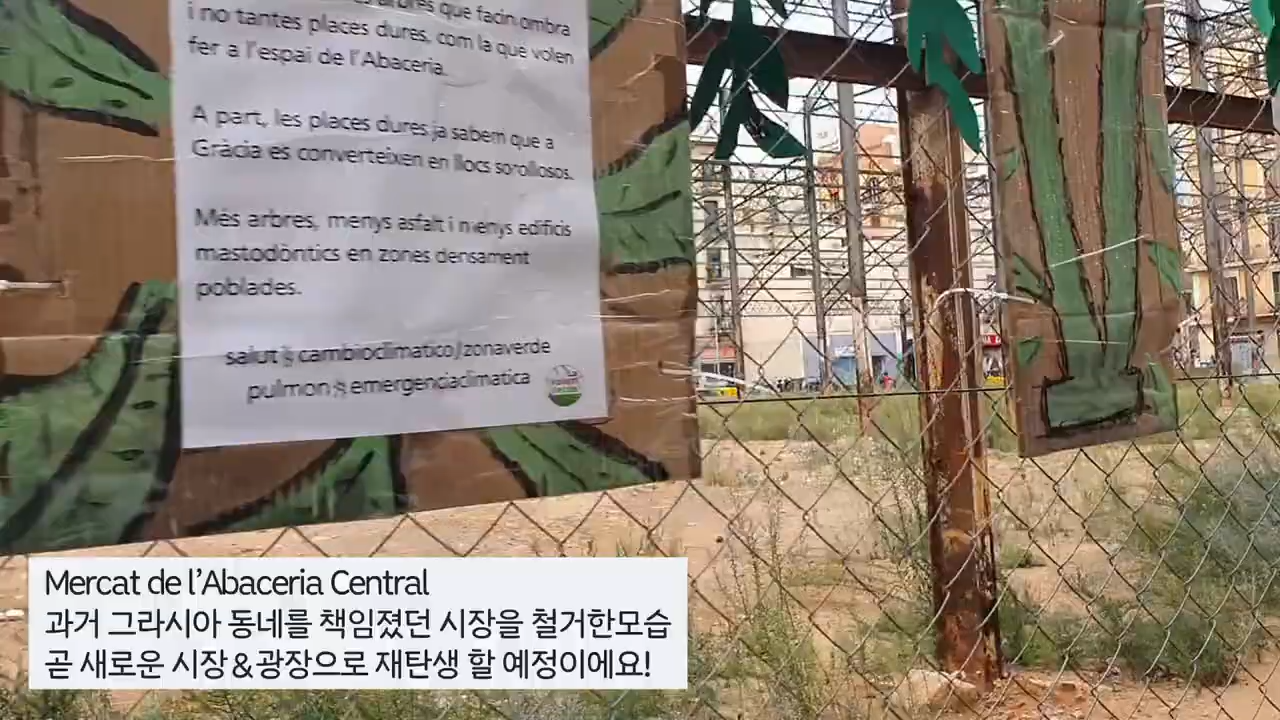 arbres que facin ombra
i no tantes places dures, com la que volen
fer a l'espai de l'Abaceria.
A part, les places dures ja sabem que a
Gràcia es converteixen en llocs sorollosos.
Més arbres, menys asfalt i menys edificis
mastodòntics en zones densament
poblades.
salut&cambioclimatico/zonaverde
pulmon&emergenciaclimatica
Mercat de l'Abaceria Central
과거 그라시아 동네를 책임졌던 시장을 철거한모습
곧 새로운 시장&광장으로 재탄생 할 예정이에요!